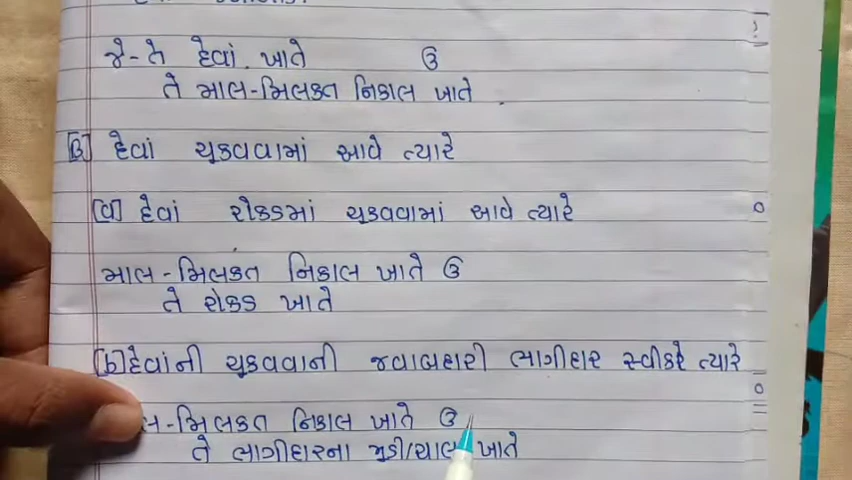 જે-તે દેવાં ખાતે ઉ
તે માલ-મિલકત નિકાલ ખાતે
[B] દેવાં ચૂકવવામાં આવે ત્યારે
[a] દેવાં રોકડમાં ચૂકવવામાં આવે ત્યારે
માલ-મિલકત નિકાલ ખાતે ઉ
તે રોકડ ખાતે
[b] દેવાંની ચૂકવવાની જવાબદારી ભાગીદાર સ્વીકારે ત્યારે
લ-મિલકત નિકાલ ખાતે ઉ
તે ભાગીદારના મૂડી/ચાલુ ખાતે